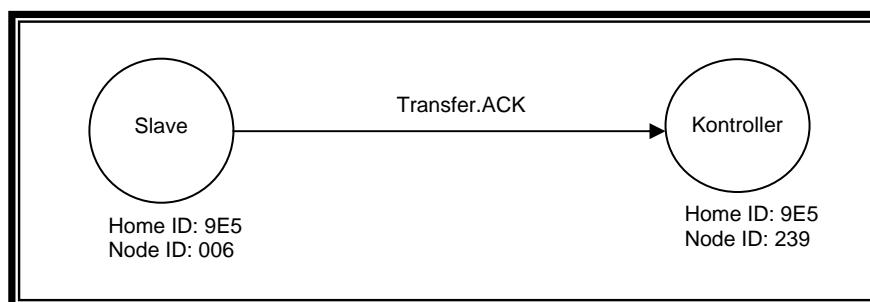 Transfer.ACK
Slave
Kontroller
Home ID: 9E5
Node ID: 006
Home ID: 9E5
Node ID: 239